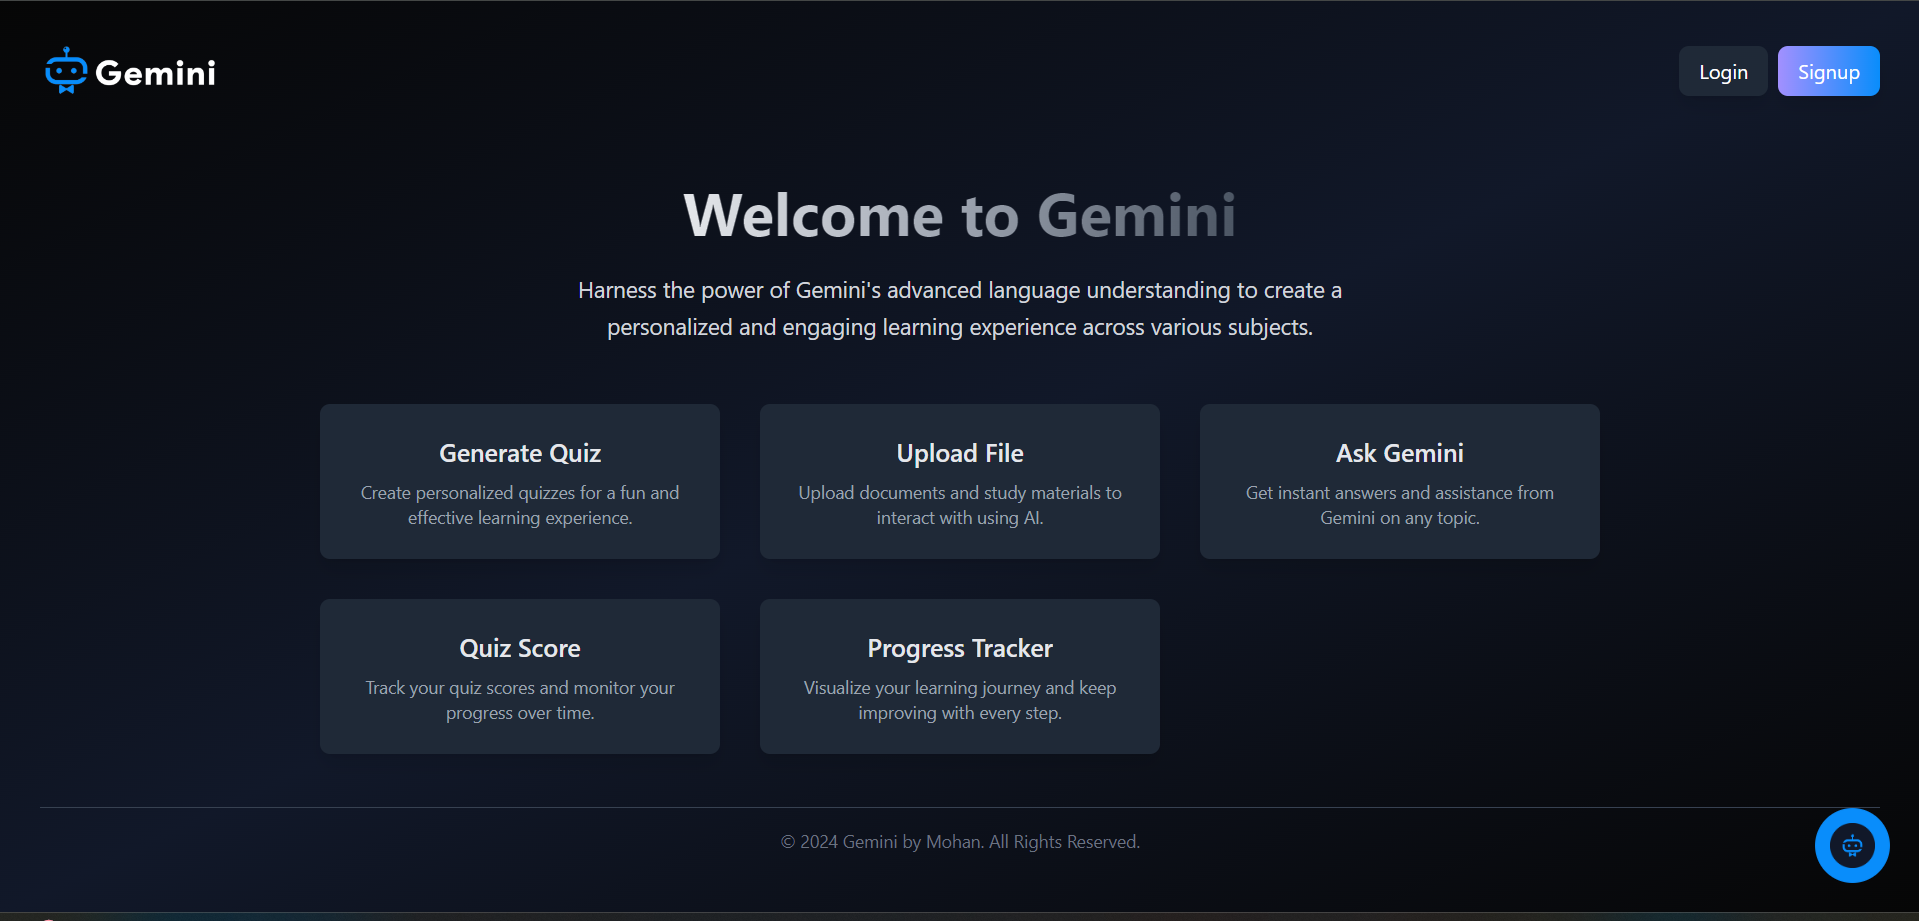 Gemini
Login
Signup
Welcome to Gemini
Harness the power of Gemini's advanced language understanding to create a
personalized and engaging learning experience across various subjects.
Generate Quiz
Create personalized quizzes for a fun and
effective learning experience.
Upload File
Upload documents and study materials to
interact with using AI.
Ask Gemini
Get instant answers and assistance from
Gemini on any topic.
Quiz Score
Track your quiz scores and monitor your
progress over time.
Progress Tracker
Visualize your learning journey and keep
improving with every step.
© 2024 Gemini by Mohan. All Rights Reserved.